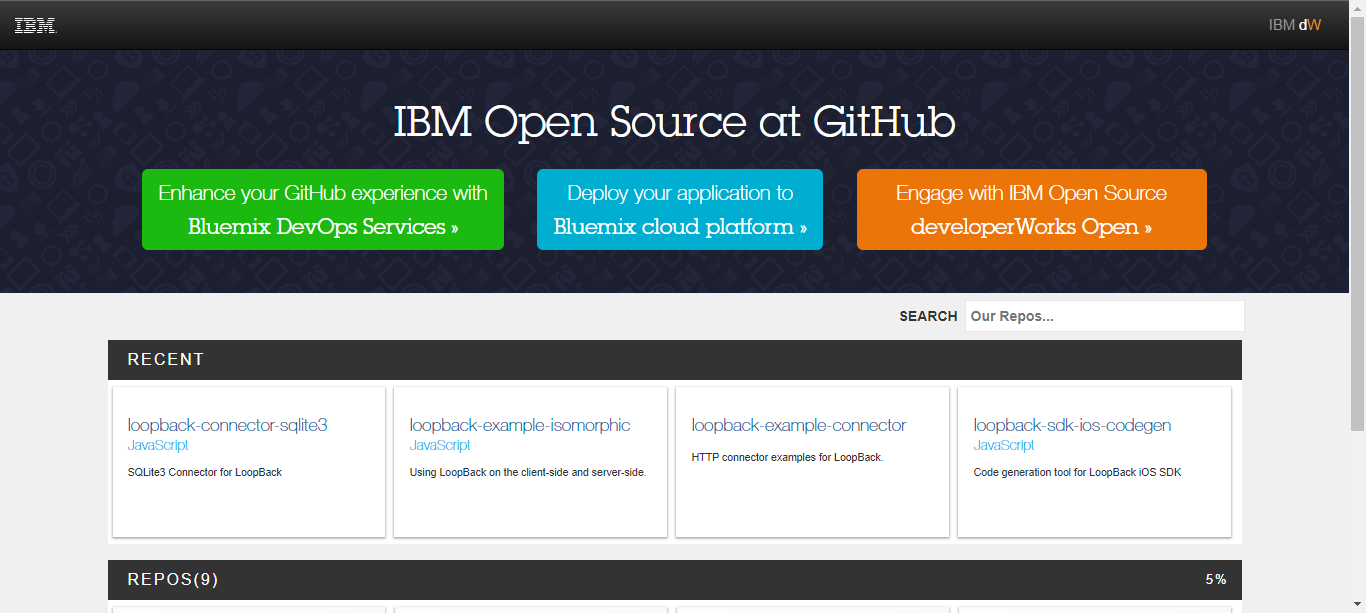 IBM
IBM dW
IBM Open Source at GitHub
Enhance your GitHub experience with
Bluemix DevOps Services »
Deploy your application to
Bluemix cloud platform »
Engage with IBM Open Source
developerWorks Open »
SEARCH Our Repos...
RECENT
loopback-connector-sqlite3
JavaScript
SQLite3 Connector for LoopBack
loopback-example-isomorphic
JavaScript
Using LoopBack on the client-side and server-side.
loopback-example-connector
HTTP connector examples for LoopBack.
loopback-sdk-ios-codegen
JavaScript
Code generation tool for LoopBack iOS SDK
REPOS(9) 5%